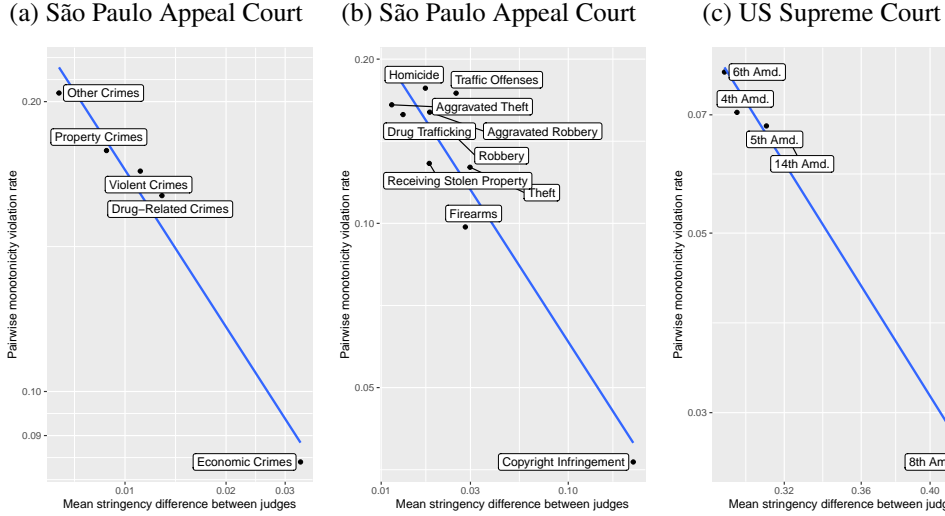 (a) São Paulo Appeal Court
(b) São Paulo Appeal Court
(c) US Supreme Court
Pairwise monotonicity violation rate
0.20
0.10
0.09
Other Crimes
Property Crimes
Violent Crimes
Drug−Related Crimes
Economic Crimes
0.01
0.02
0.03
Mean stringency difference between judges
Pairwise monotonicity violation rate
0.20
0.10
0.05
Homicide
Traffic Offenses
Aggravated Theft
Drug Trafficking
Aggravated Robbery
Robbery
Receiving Stolen Property
Theft
Firearms
Copyright Infringement
0.01
0.03
0.10
Mean stringency difference between judges
Pairwise monotonicity violation rate
0.07
0.05
0.03
6th Amd.
4th Amd.
5th Amd.
14th Amd.
8th Am
0.32
0.36
0.40
Mean stringency difference between